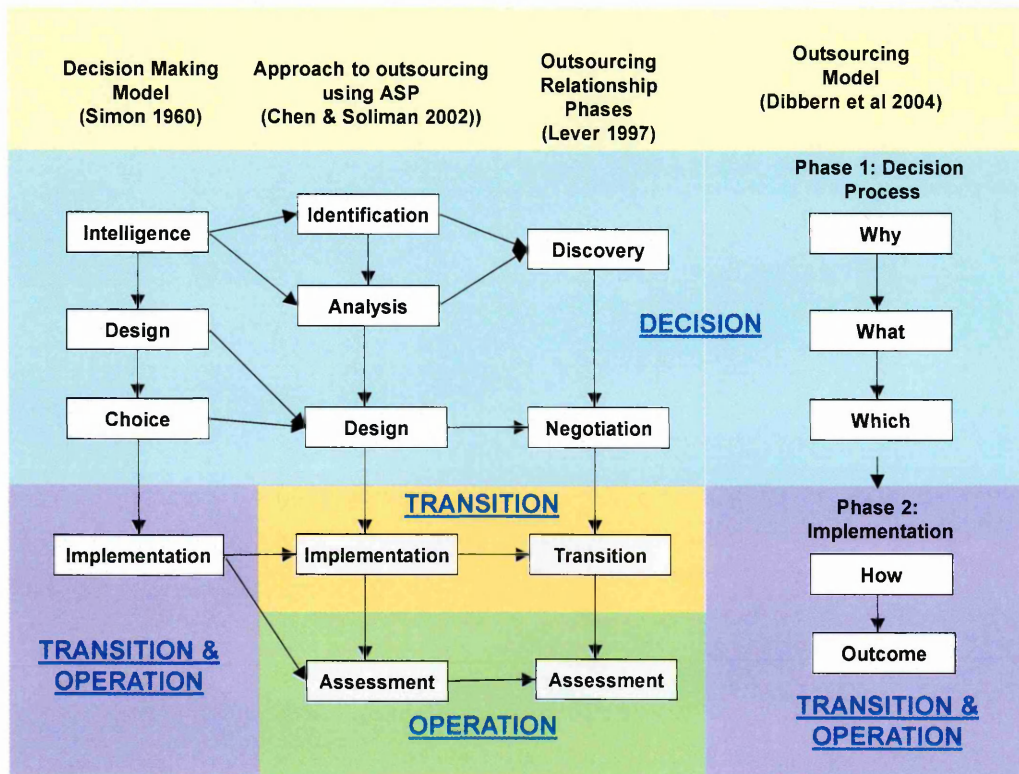 Decision Making
Model
(Simon 1960)
Approach to outsourcing
using ASP
(Chen & Soliman 2002))
Outsourcing
Relationship
Phases
(Lever 1997)
Outsourcing
Model
(Dibbern et al 2004)
Intelligence
Design
Choice
Implementation
TRANSITION &
OPERATION
Identification
Analysis
Design
TRANSITION
Implementation
Assessment
OPERATION
Discovery
Negotiation
Transition
Assessment
DECISION
Phase 1: Decision
Process
Why
What
Which
Phase 2:
Implementation
How
Outcome
TRANSITION &
OPERATION